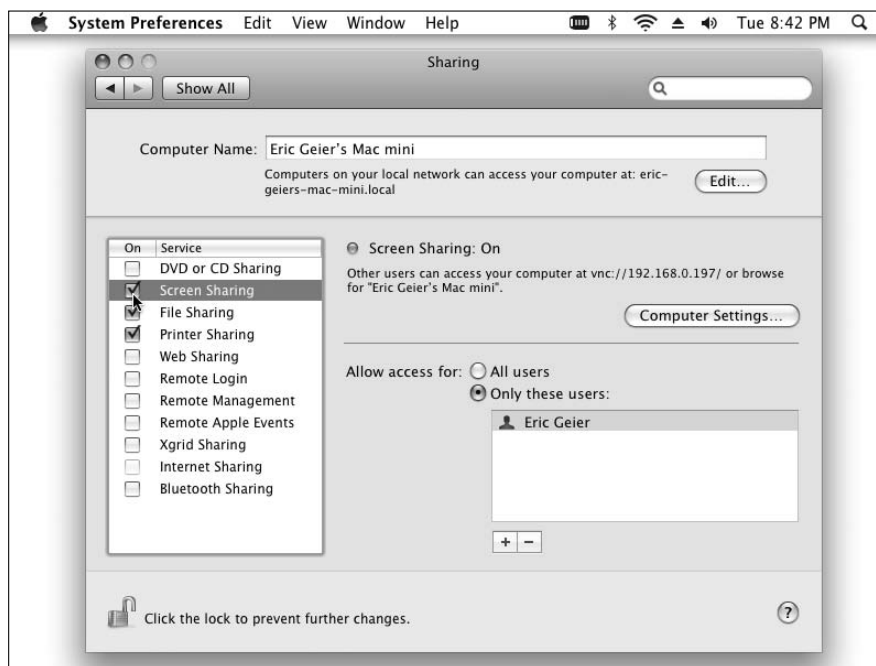 System Preferences Edit View Window Help Tue 8:42 PM
Sharing
Show All
Computer Name: Eric Geier's Mac mini
Computers on your local network can access your computer at: eric-
geiers-mac-mini.local
Edit...
On Service
DVD or CD Sharing
Screen Sharing
File Sharing
Printer Sharing
Web Sharing
Remote Login
Remote Management
Remote Apple Events
Xgrid Sharing
Internet Sharing
Bluetooth Sharing
Screen Sharing: On
Other users can access your computer at vnc://192.168.0.197/ or browse
for "Eric Geier's Mac mini".
Computer Settings...
Allow access for: All users
Only these users:
Eric Geier
+ −
Click the lock to prevent further changes.
?